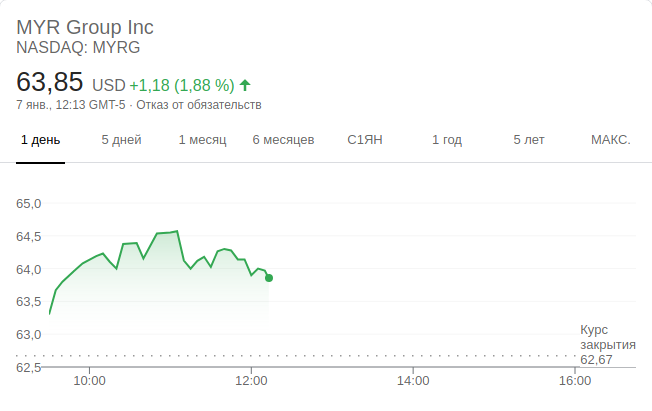 MYR Group Inc
NASDAQ: MYRG
63,85 USD +1,18 (1,88 %)
7 янв., 12:13 GMT-5 · Отказ от обязательств
1 день 5 дней 1 месяц 6 месяцев С1ЯН 1 год 5 лет МАКС.
65,0
64,5
64,0
63,5
63,0
62,5
Курс
закрытия
62,67
10:00 12:00 14:00 16:00